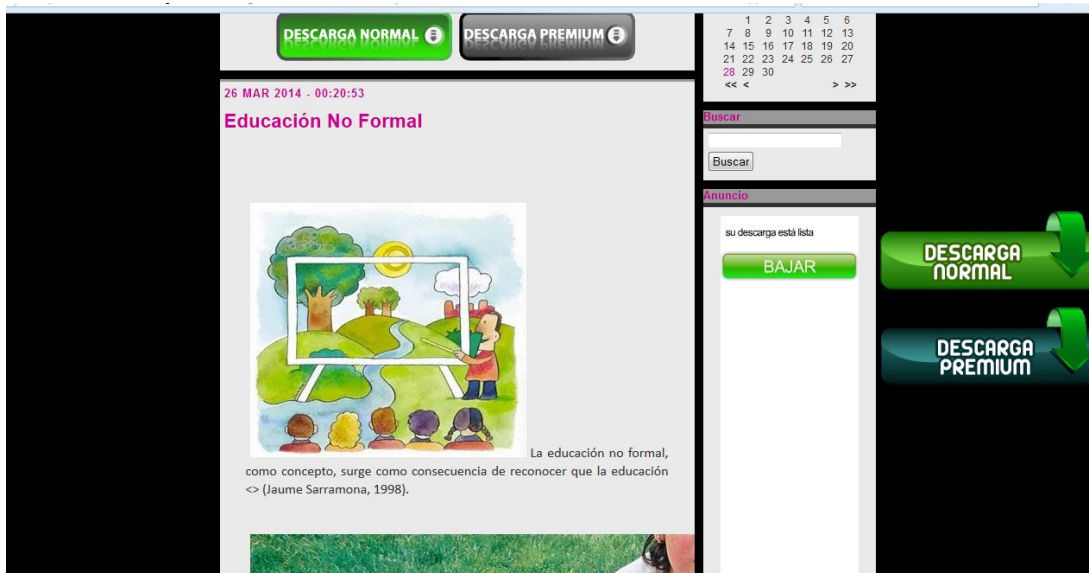 DESCARGA NORMAL
DESCARGA PREMIUM
26 MAR 2014 - 00:20:53
Educación No Formal
La educación no formal,
como concepto, surge como consecuencia de reconocer que la educación
<> (Jaume Sarramona, 1998).
1 2 3 4 5 6
7 8 9 10 11 12 13
14 15 16 17 18 19 20
21 22 23 24 25 26 27
28 29 30
<< < > >>
Buscar
Buscar
Anuncio
su descarga está lista
BAJAR
DESCARGA
NORMAL
DESCARGA
PREMIUM